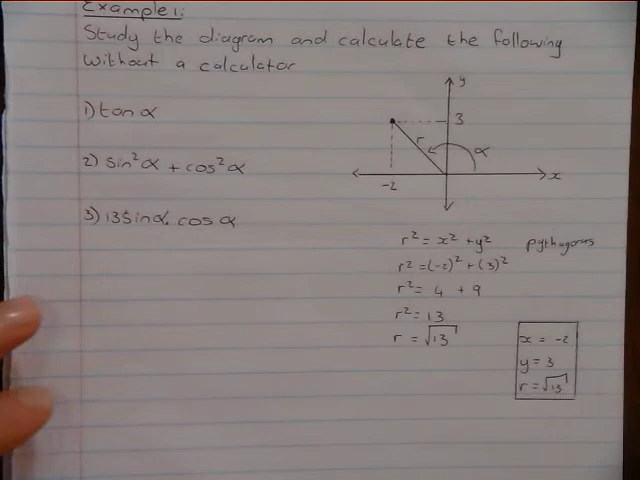 Example 1:
Study the diagram and calculate the following
without a calculator
1) tan α
2) sin²α + cos²α
3) 13 sin α. cos α
y
3
r
α
-2
x
r² = x² + y² pythagoras
r² = (-2)² + (3)²
r² = 4 + 9
r² = 13
r = √13
x = -2
y = 3
r = √13